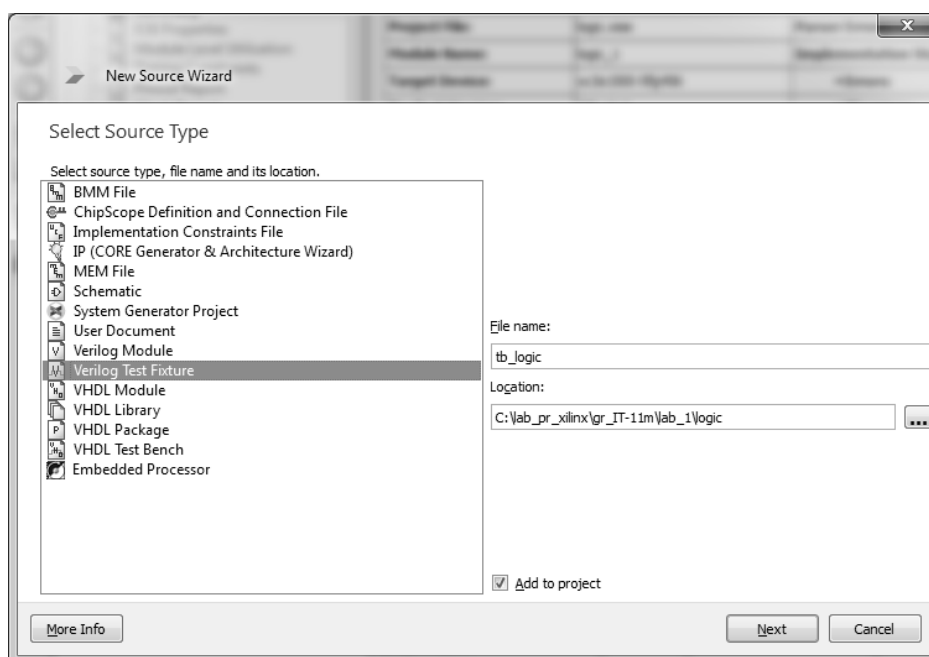 New Source Wizard
Select Source Type
Select source type, file name and its location.
BMM File
ChipScope Definition and Connection File
Implementation Constraints File
IP (CORE Generator & Architecture Wizard)
MEM File
Schematic
System Generator Project
User Document
Verilog Module
Verilog Test Fixture
VHDL Module
VHDL Library
VHDL Package
VHDL Test Bench
Embedded Processor
File name:
tb_logic
Location:
C:\lab_pr_xilinx\gr_IT-11m\lab_1\logic
...
Add to project
More Info
Next
Cancel